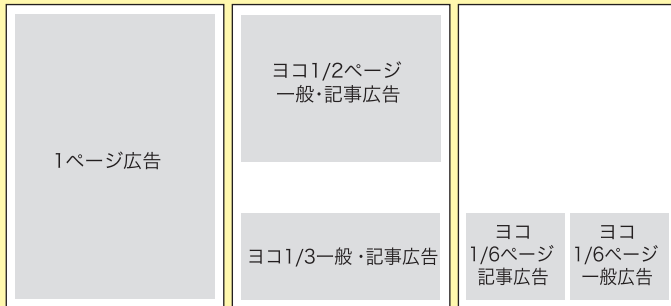 1ページ広告
ヨコ1/2ページ
一般・記事広告
ヨコ1/3一般・記事広告
ヨコ
1/6ページ
記事広告
ヨコ
1/6ページ
一般広告